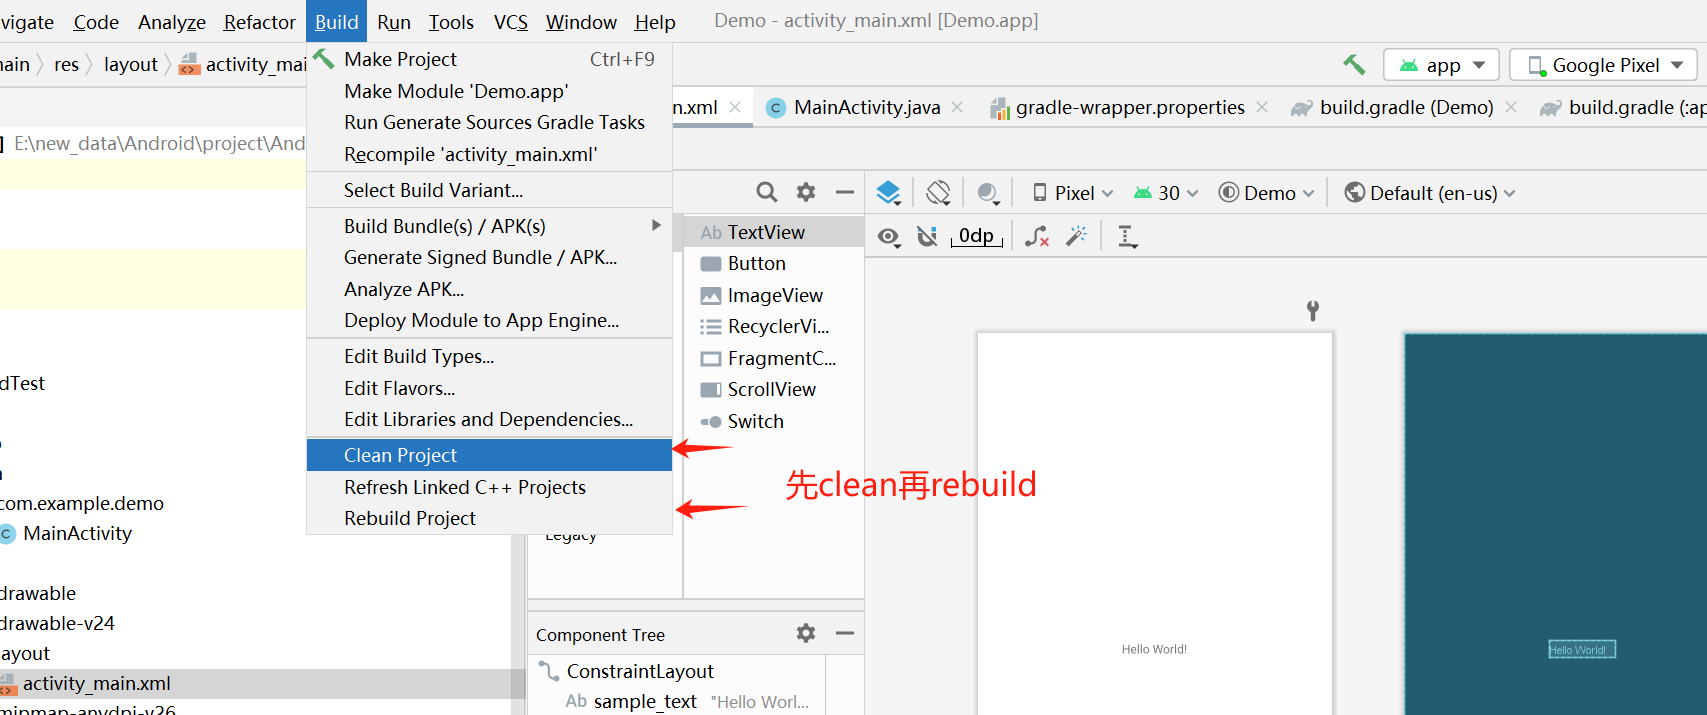 vigate Code Analyze Refactor Build Run Tools VCS Window Help Demo - activity_main.xml [Demo.app]
main res layout activity_mai
app Google Pixel
n.xml MainActivity.java gradle-wrapper.properties build.gradle (Demo) build.gradle (:ap
] E:\new_data\Android\project\And
Make Project Ctrl+F9
Make Module 'Demo.app'
Run Generate Sources Gradle Tasks
Recompile 'activity_main.xml'
Select Build Variant...
Build Bundle(s) / APK(s)
Generate Signed Bundle / APK...
Analyze APK...
Deploy Module to App Engine...
Edit Build Types...
Edit Flavors...
Edit Libraries and Dependencies...
Clean Project
Refresh Linked C++ Projects
Rebuild Project
Legacy
Pixel 30 Demo Default (en-us)
0dp
Ab TextView
Button
ImageView
RecyclerVi...
FragmentC...
ScrollView
Switch
先clean再rebuild
dTest
com.example.demo
C MainActivity
drawable
drawable-v24
layout
activity_main.xml
mipmap-anydpi-v26
Component Tree
ConstraintLayout
Ab sample_text "Hello Worl...
Hello World!
Hello World!